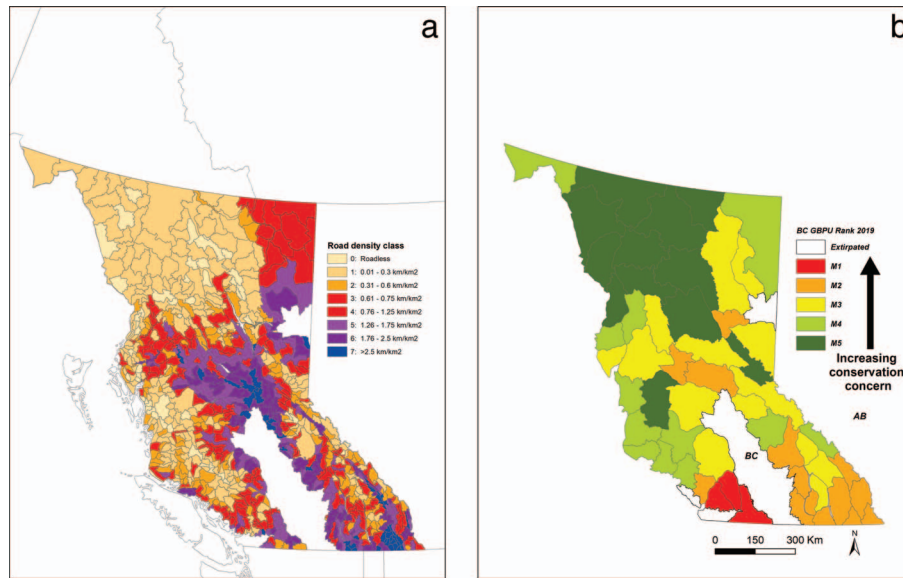 a
Road density class
0: Roadless
1: 0.01 - 0.3 km/km2
2: 0.31 - 0.6 km/km2
3: 0.61 - 0.75 km/km2
4: 0.76 - 1.25 km/km2
5: 1.26 - 1.75 km/km2
6: 1.76 - 2.5 km/km2
7: >2.5 km/km2
b
BC GBPU Rank 2019
Extirpated
M1
M2
M3
M4
M5
Increasing
conservation
concern
AB
BC
N
0 150 300 Km